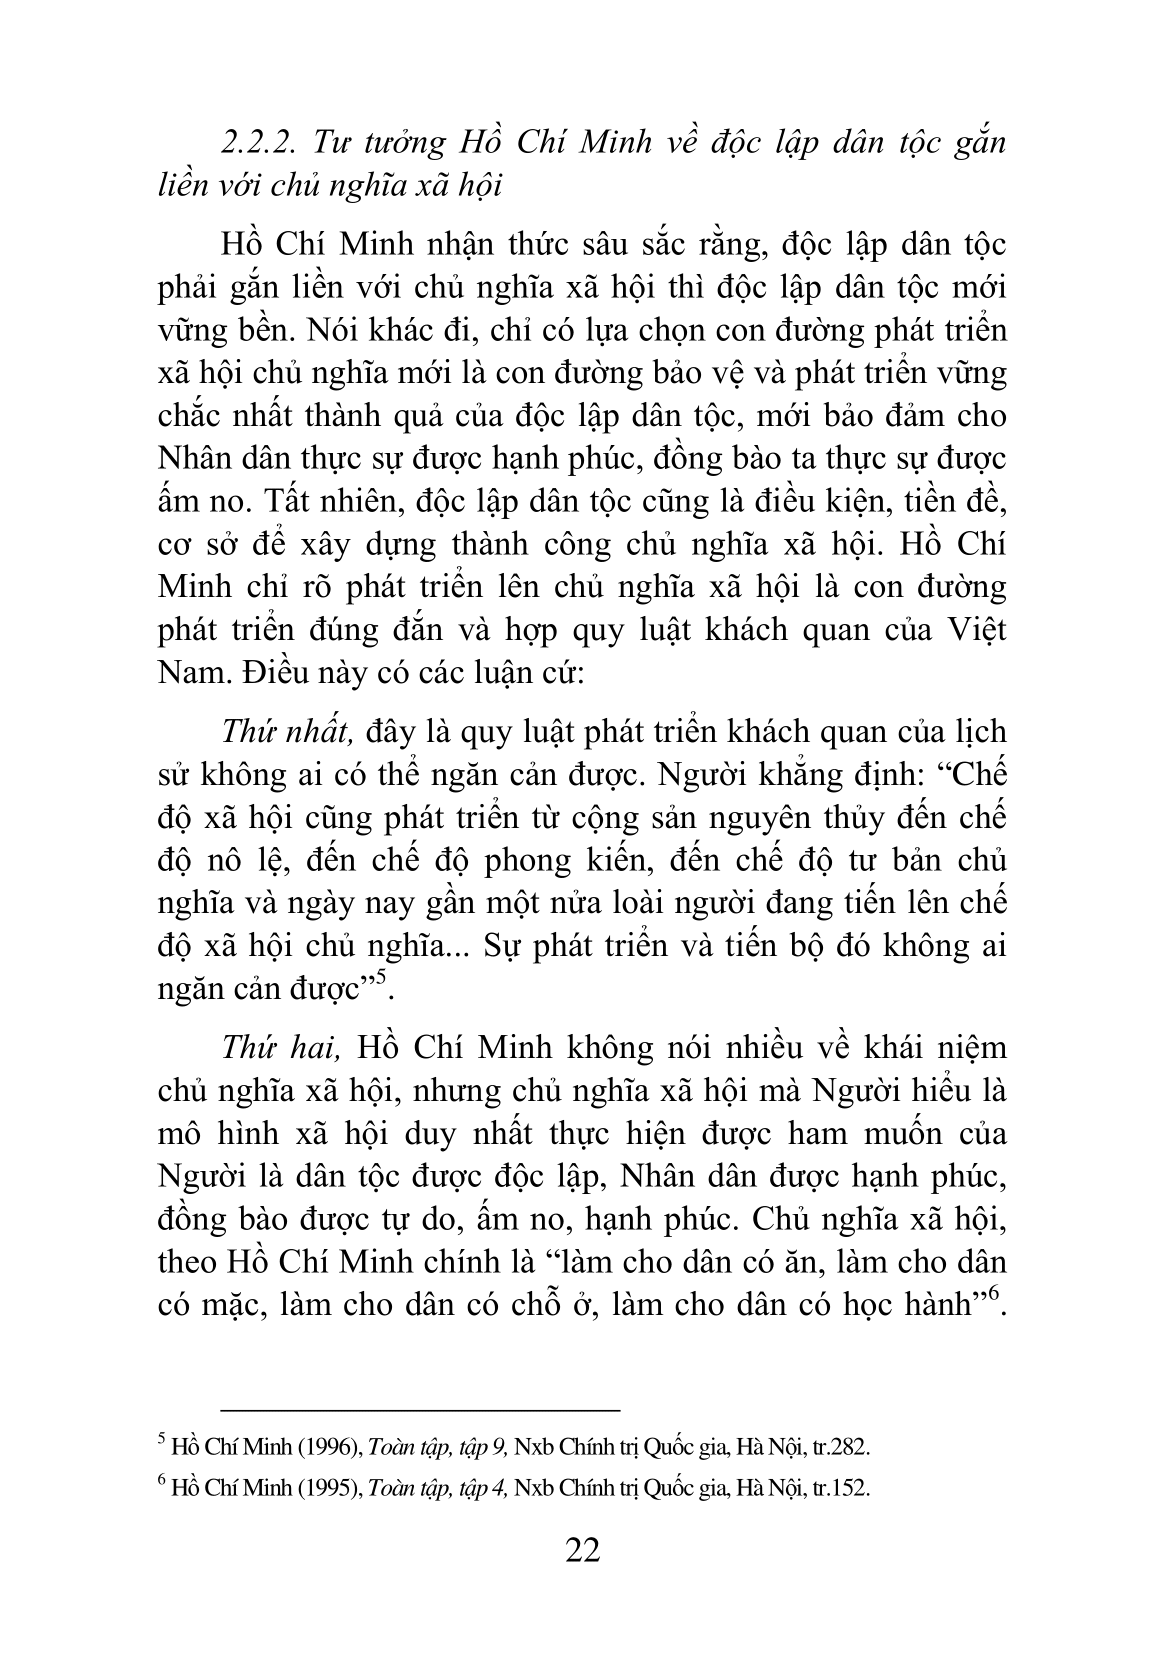 2.2.2. Tư tưởng Hồ Chí Minh về độc lập dân tộc gắn
liền với chủ nghĩa xã hội
Hồ Chí Minh nhận thức sâu sắc rằng, độc lập dân tộc
phải gắn liền với chủ nghĩa xã hội thì độc lập dân tộc mới
vững bền. Nói khác đi, chỉ có lựa chọn con đường phát triển
xã hội chủ nghĩa mới là con đường bảo vệ và phát triển vững
chắc nhất thành quả của độc lập dân tộc, mới bảo đảm cho
Nhân dân thực sự được hạnh phúc, đồng bào ta thực sự được
ấm no. Tất nhiên, độc lập dân tộc cũng là điều kiện, tiền đề,
cơ sở để xây dựng thành công chủ nghĩa xã hội. Hồ Chí
Minh chỉ rõ phát triển lên chủ nghĩa xã hội là con đường
phát triển đúng đắn và hợp quy luật khách quan của Việt
Nam. Điều này có các luận cứ:
Thứ nhất, đây là quy luật phát triển khách quan của lịch
sử không ai có thể ngăn cản được. Người khẳng định: “Chế
độ xã hội cũng phát triển từ cộng sản nguyên thủy đến chế
độ nô lệ, đến chế độ phong kiến, đến chế độ tư bản chủ
nghĩa và ngày nay gần một nửa loài người đang tiến lên chế
độ xã hội chủ nghĩa... Sự phát triển và tiến bộ đó không ai
ngăn cản được”⁵.
Thứ hai, Hồ Chí Minh không nói nhiều về khái niệm
chủ nghĩa xã hội, nhưng chủ nghĩa xã hội mà Người hiểu là
mô hình xã hội duy nhất thực hiện được ham muốn của
Người là dân tộc được độc lập, Nhân dân được hạnh phúc,
đồng bào được tự do, ấm no, hạnh phúc. Chủ nghĩa xã hội,
theo Hồ Chí Minh chính là “làm cho dân có ăn, làm cho dân
có mặc, làm cho dân có chỗ ở, làm cho dân có học hành”⁶.
⁵ Hồ Chí Minh (1996), Toàn tập, tập 9, Nxb Chính trị Quốc gia, Hà Nội, tr.282.
⁶ Hồ Chí Minh (1995), Toàn tập, tập 4, Nxb Chính trị Quốc gia, Hà Nội, tr.152.
22